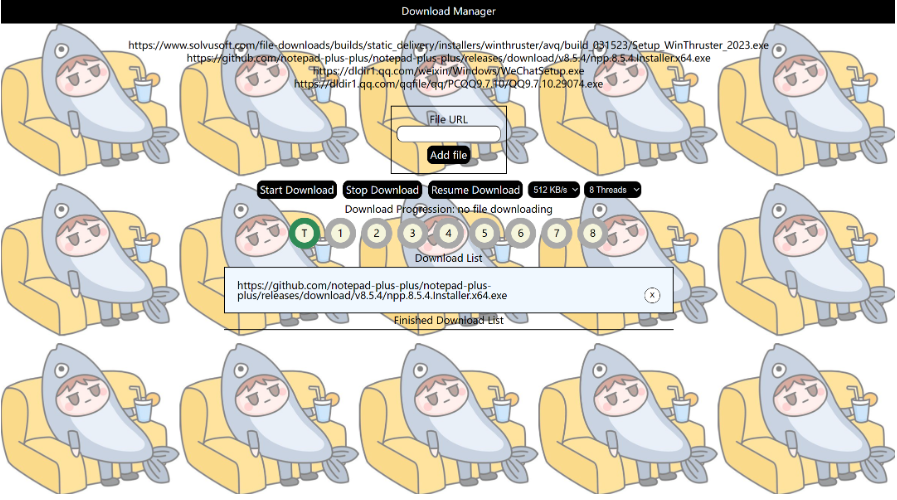 Download Manager
https://www.solvusoft.com/file-downloads/builds/static_delivery/installers/winthruster/avq/build_031523/Setup_WinThruster_2023.exe
https://github.com/notepad-plus-plus/notepad-plus-plus/releases/download/v8.5.4/npp.8.5.4.Installer.x64.exe
https://dldir1.qq.com/weixin/Windows/WeChatSetup.exe
https://dldir1.qq.com/qqfile/qq/PCQQ9.7.10/QQ9.7.10.29074.exe
File URL
Add file
Start Download Stop Download Resume Download 512 KB/s 8 Threads
Download Progression: no file downloading
T 1 2 3 4 5 6 7 8
Download List
https://github.com/notepad-plus-plus/notepad-plus-
plus/releases/download/v8.5.4/npp.8.5.4.Installer.x64.exe
X
Finished Download List